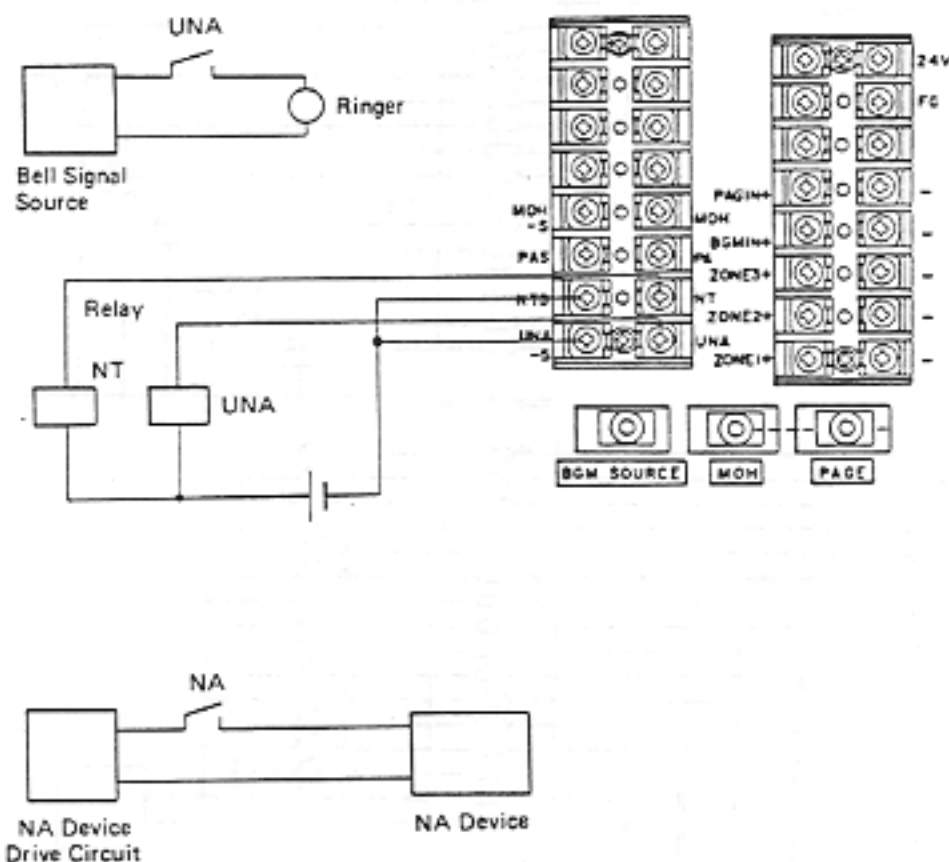 UNA
Ringer
Bell Signal
Source
24V
FG
PAGIN+
-
MOH
-S
MOH
BGMIN+
-
PAS
PA
ZONE3+
-
Relay
NTS
NT
ZONE2+
-
UNA
-S
UNA
ZONE1+
-
NT
UNA
BGM SOURCE
MOH
PAGE
NA
NA Device
Drive Circuit
NA Device